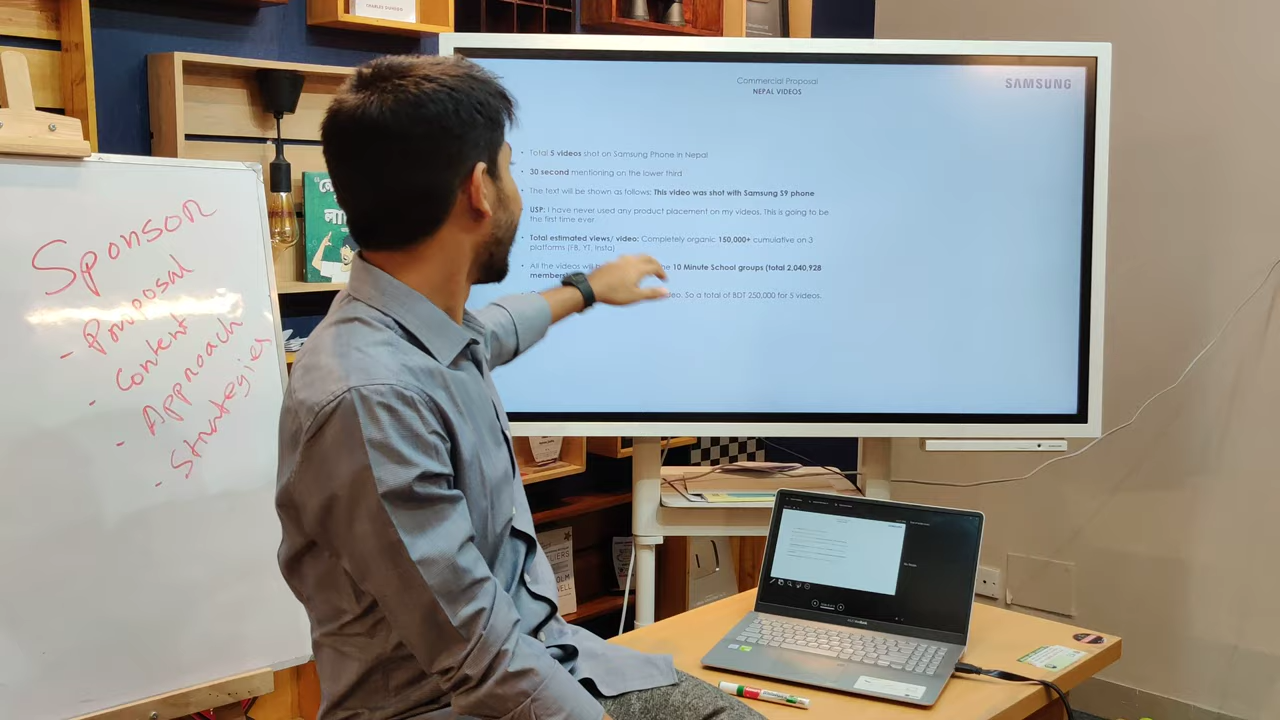 Sponsor
- Proposal
- Content
- Approach
- Strategies
Commercial Proposal
NEPAL VIDEOS
SAMSUNG
• Total 5 videos shot on Samsung Phone in Nepal
• 30 second mentioning on the lower third
• The text will be shown as follows: This video was shot with Samsung S9 phone
• USP: I have never used any product placement on my videos. This is going to be
the first time ever.
• Total estimated views/ video: Completely organic 150,000+ cumulative on 3
platforms (FB, YT, Insta)
• All the videos will 10 Minute School groups (total 2,040,928
• So a total of BDT 250,000 for 5 videos.